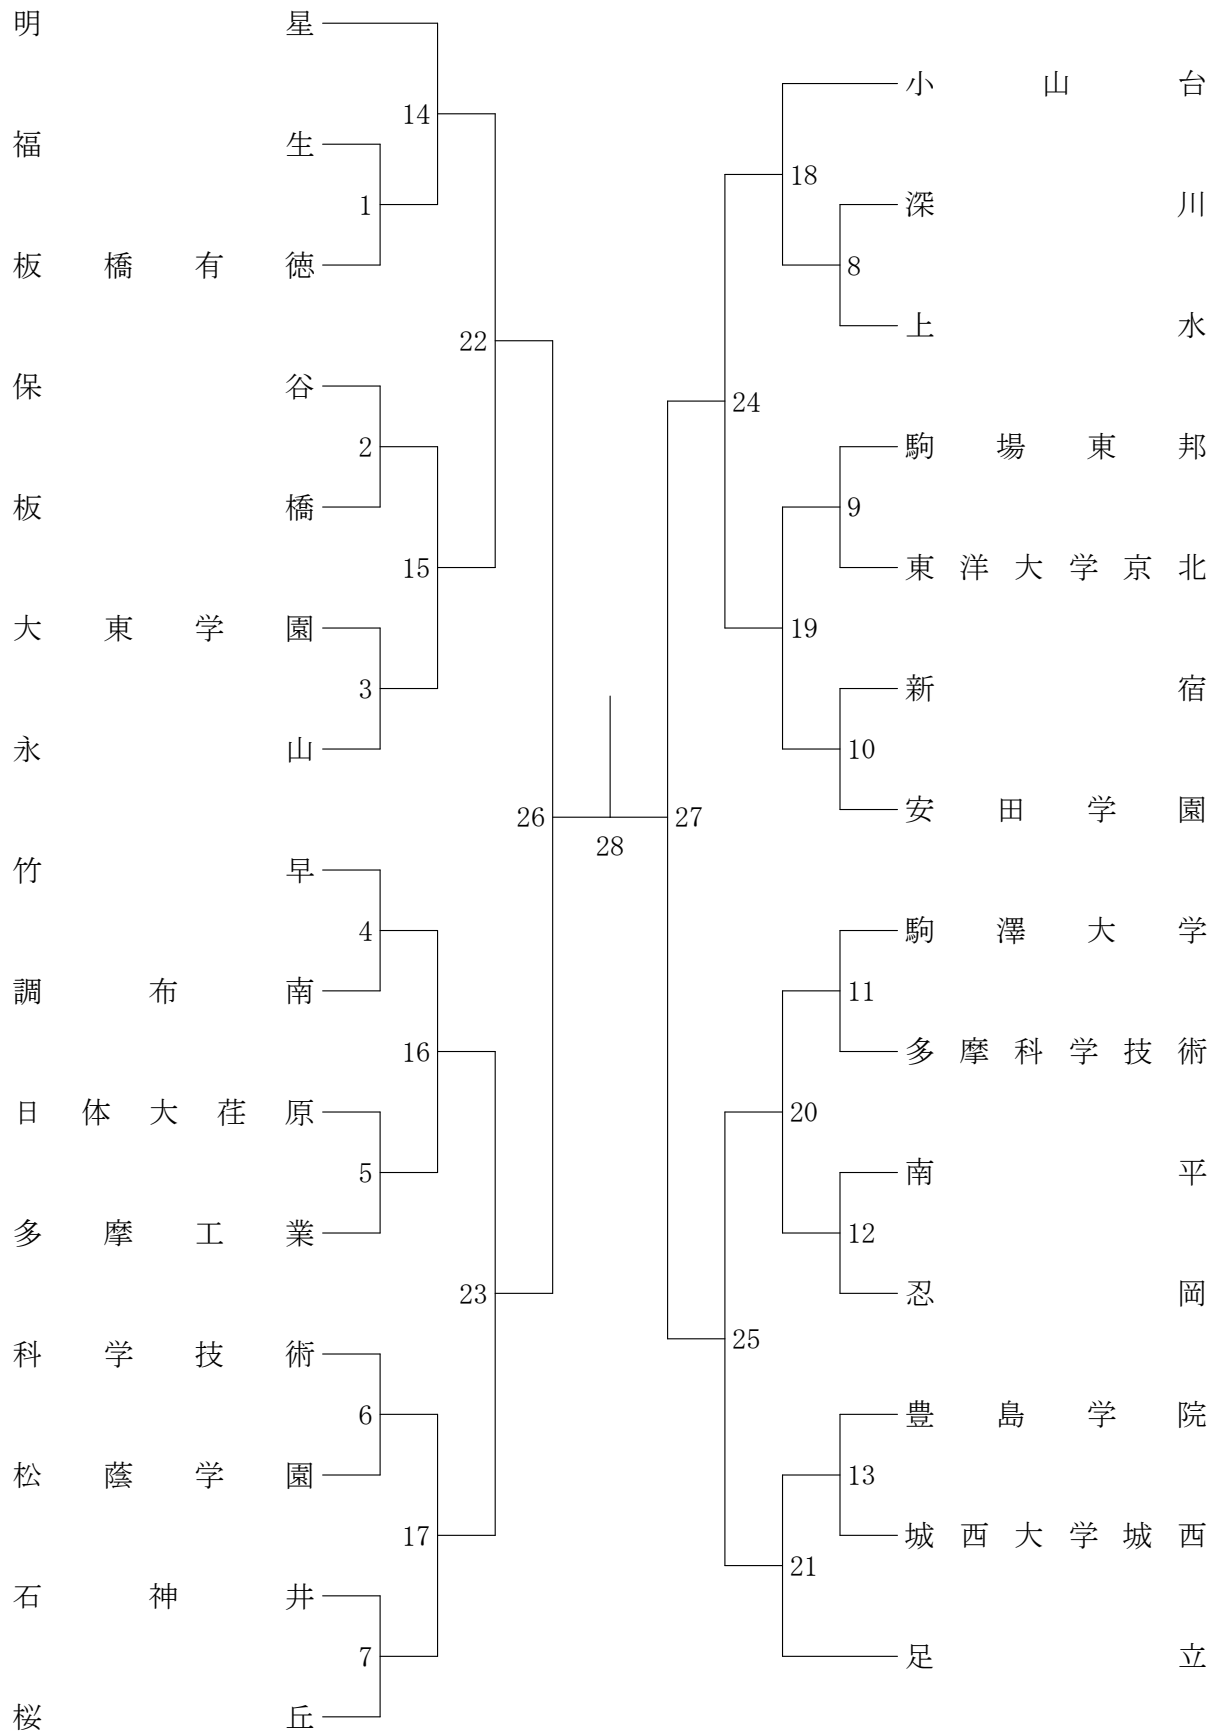 明星
14
福生
1
板橋有徳
22
保谷
2
板橋
15
大東学園
3
永山
26
竹早
4
調布南
16
日体大荏原
5
多摩工業
23
科学技術
6
松蔭学園
17
石神井
7
桜丘
28
小山台
18
深川
8
上水
24
駒場東邦
9
東洋大学京北
19
新宿
10
安田学園
27
駒澤大学
11
多摩科学技術
20
南平
12
忍岡
25
豊島学院
13
城西大学城西
21
足立